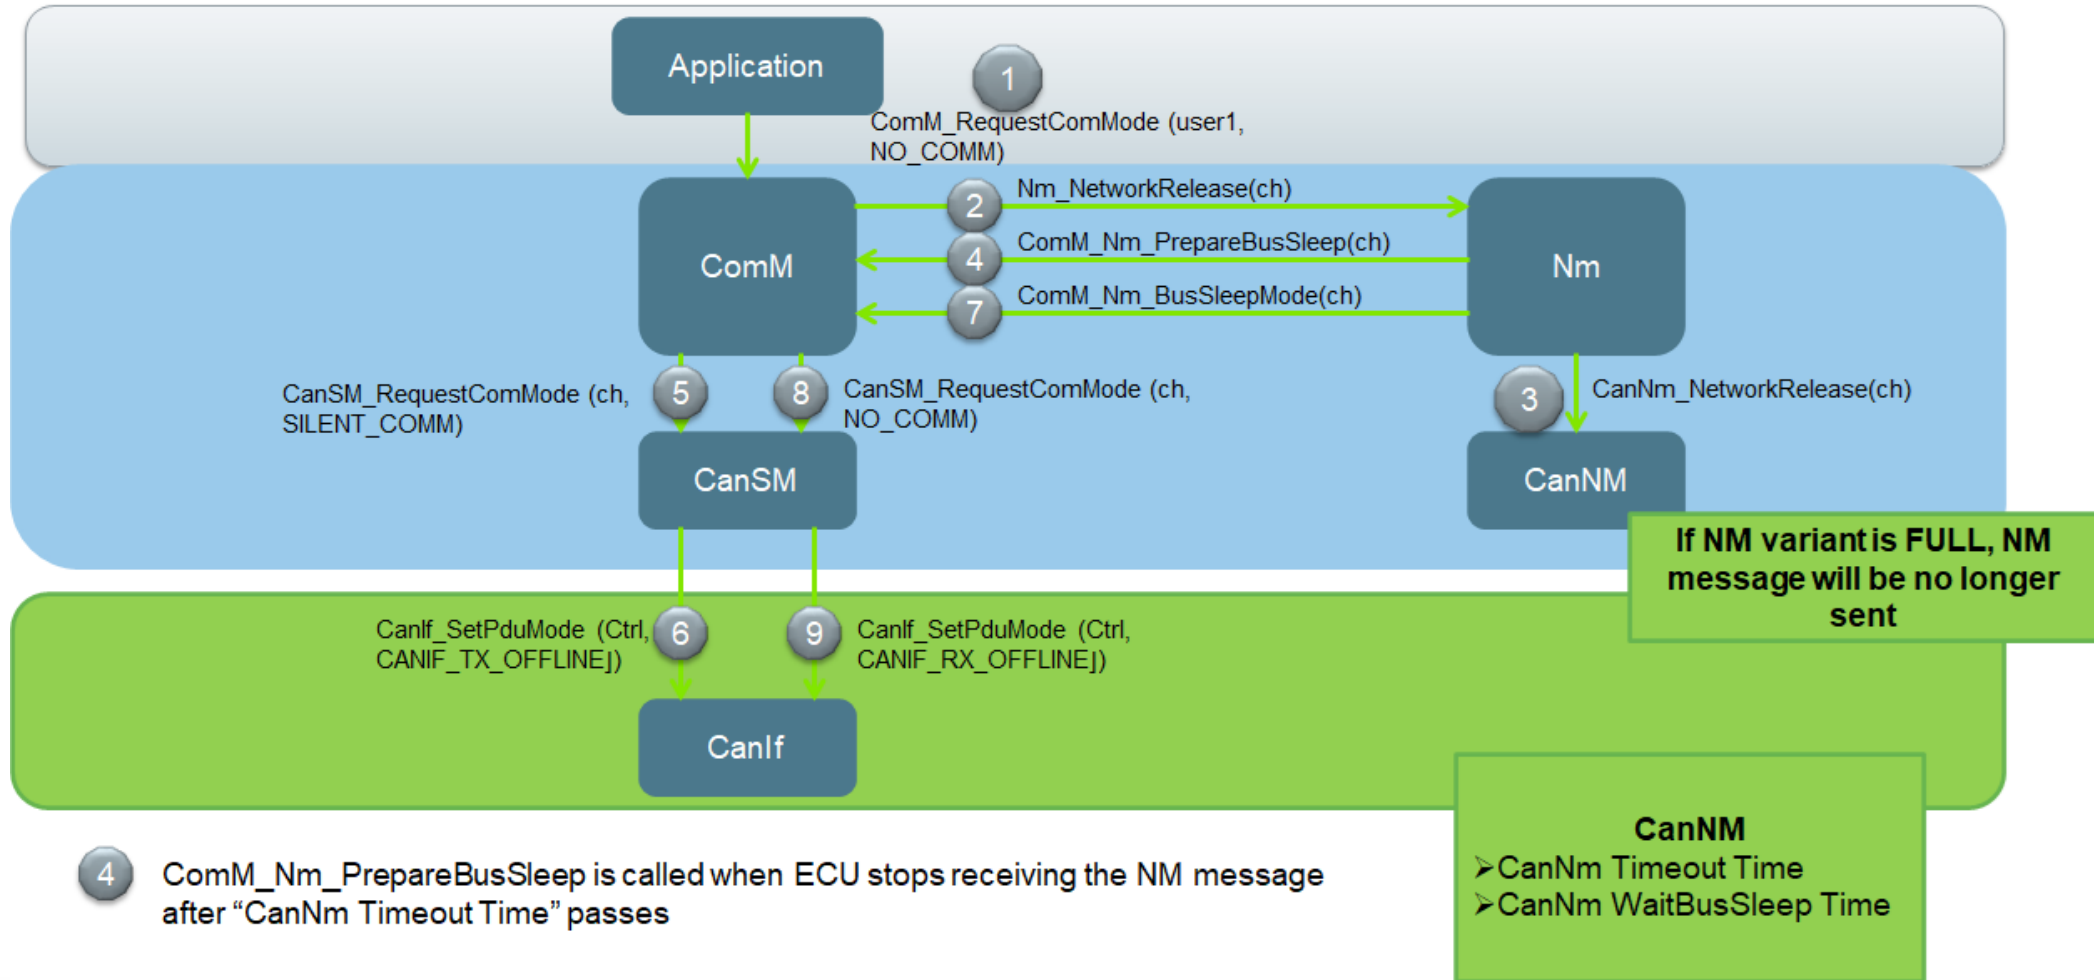 Application
1
ComM_RequestComMode (user1,
NO_COMM)
ComM
2
Nm_NetworkRelease(ch)
4
ComM_Nm_PrepareBusSleep(ch)
7
ComM_Nm_BusSleepMode(ch)
Nm
CanSM_RequestComMode (ch,
SILENT_COMM)
5
8
CanSM_RequestComMode (ch,
NO_COMM)
3
CanNm_NetworkRelease(ch)
CanSM
CanNM
If NM variant is FULL, NM
message will be no longer
sent
CanIf_SetPduMode (Ctrl,
CANIF_TX_OFFLINEj)
6
9
CanIf_SetPduMode (Ctrl,
CANIF_RX_OFFLINEj)
CanIf
4
ComM_Nm_PrepareBusSleep is called when ECU stops receiving the NM message
after “CanNm Timeout Time” passes
CanNM
➢CanNm Timeout Time
➢CanNm WaitBusSleep Time